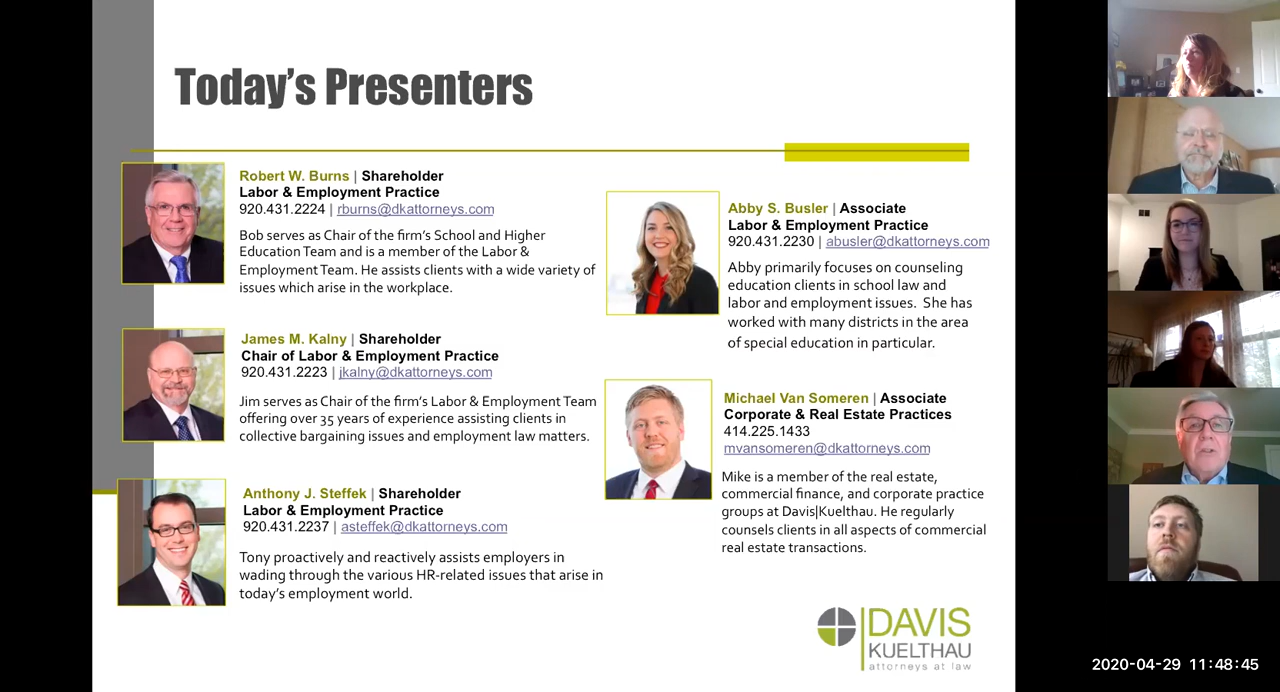 Today's Presenters
Robert W. Burns | Shareholder
Labor & Employment Practice
920.431.2224 | rburns@dkattorneys.com
Bob serves as Chair of the firm's School and Higher
Education Team and is a member of the Labor &
Employment Team. He assists clients with a wide variety of
issues which arise in the workplace.
James M. Kalny | Shareholder
Chair of Labor & Employment Practice
920.431.2223 | jkalny@dkattorneys.com
Jim serves as Chair of the firm's Labor & Employment Team
offering over 35 years of experience assisting clients in
collective bargaining issues and employment law matters.
Anthony J. Steffek | Shareholder
Labor & Employment Practice
920.431.2237 | asteffek@dkattorneys.com
Tony proactively and reactively assists employers in
wading through the various HR-related issues that arise in
today's employment world.
Abby S. Busler | Associate
Labor & Employment Practice
920.431.2230 | abusler@dkattorneys.com
Abby primarily focuses on counseling
education clients in school law and
labor and employment issues. She has
worked with many districts in the area
of special education in particular.
Michael Van Someren | Associate
Corporate & Real Estate Practices
414.225.1433
mvansomeren@dkattorneys.com
Mike is a member of the real estate,
commercial finance, and corporate practice
groups at Davis|Kuelthau. He regularly
counsels clients in all aspects of commercial
real estate transactions.
DAVIS
KUELTHAU
attorneys at law
2020-04-29 11:48:45